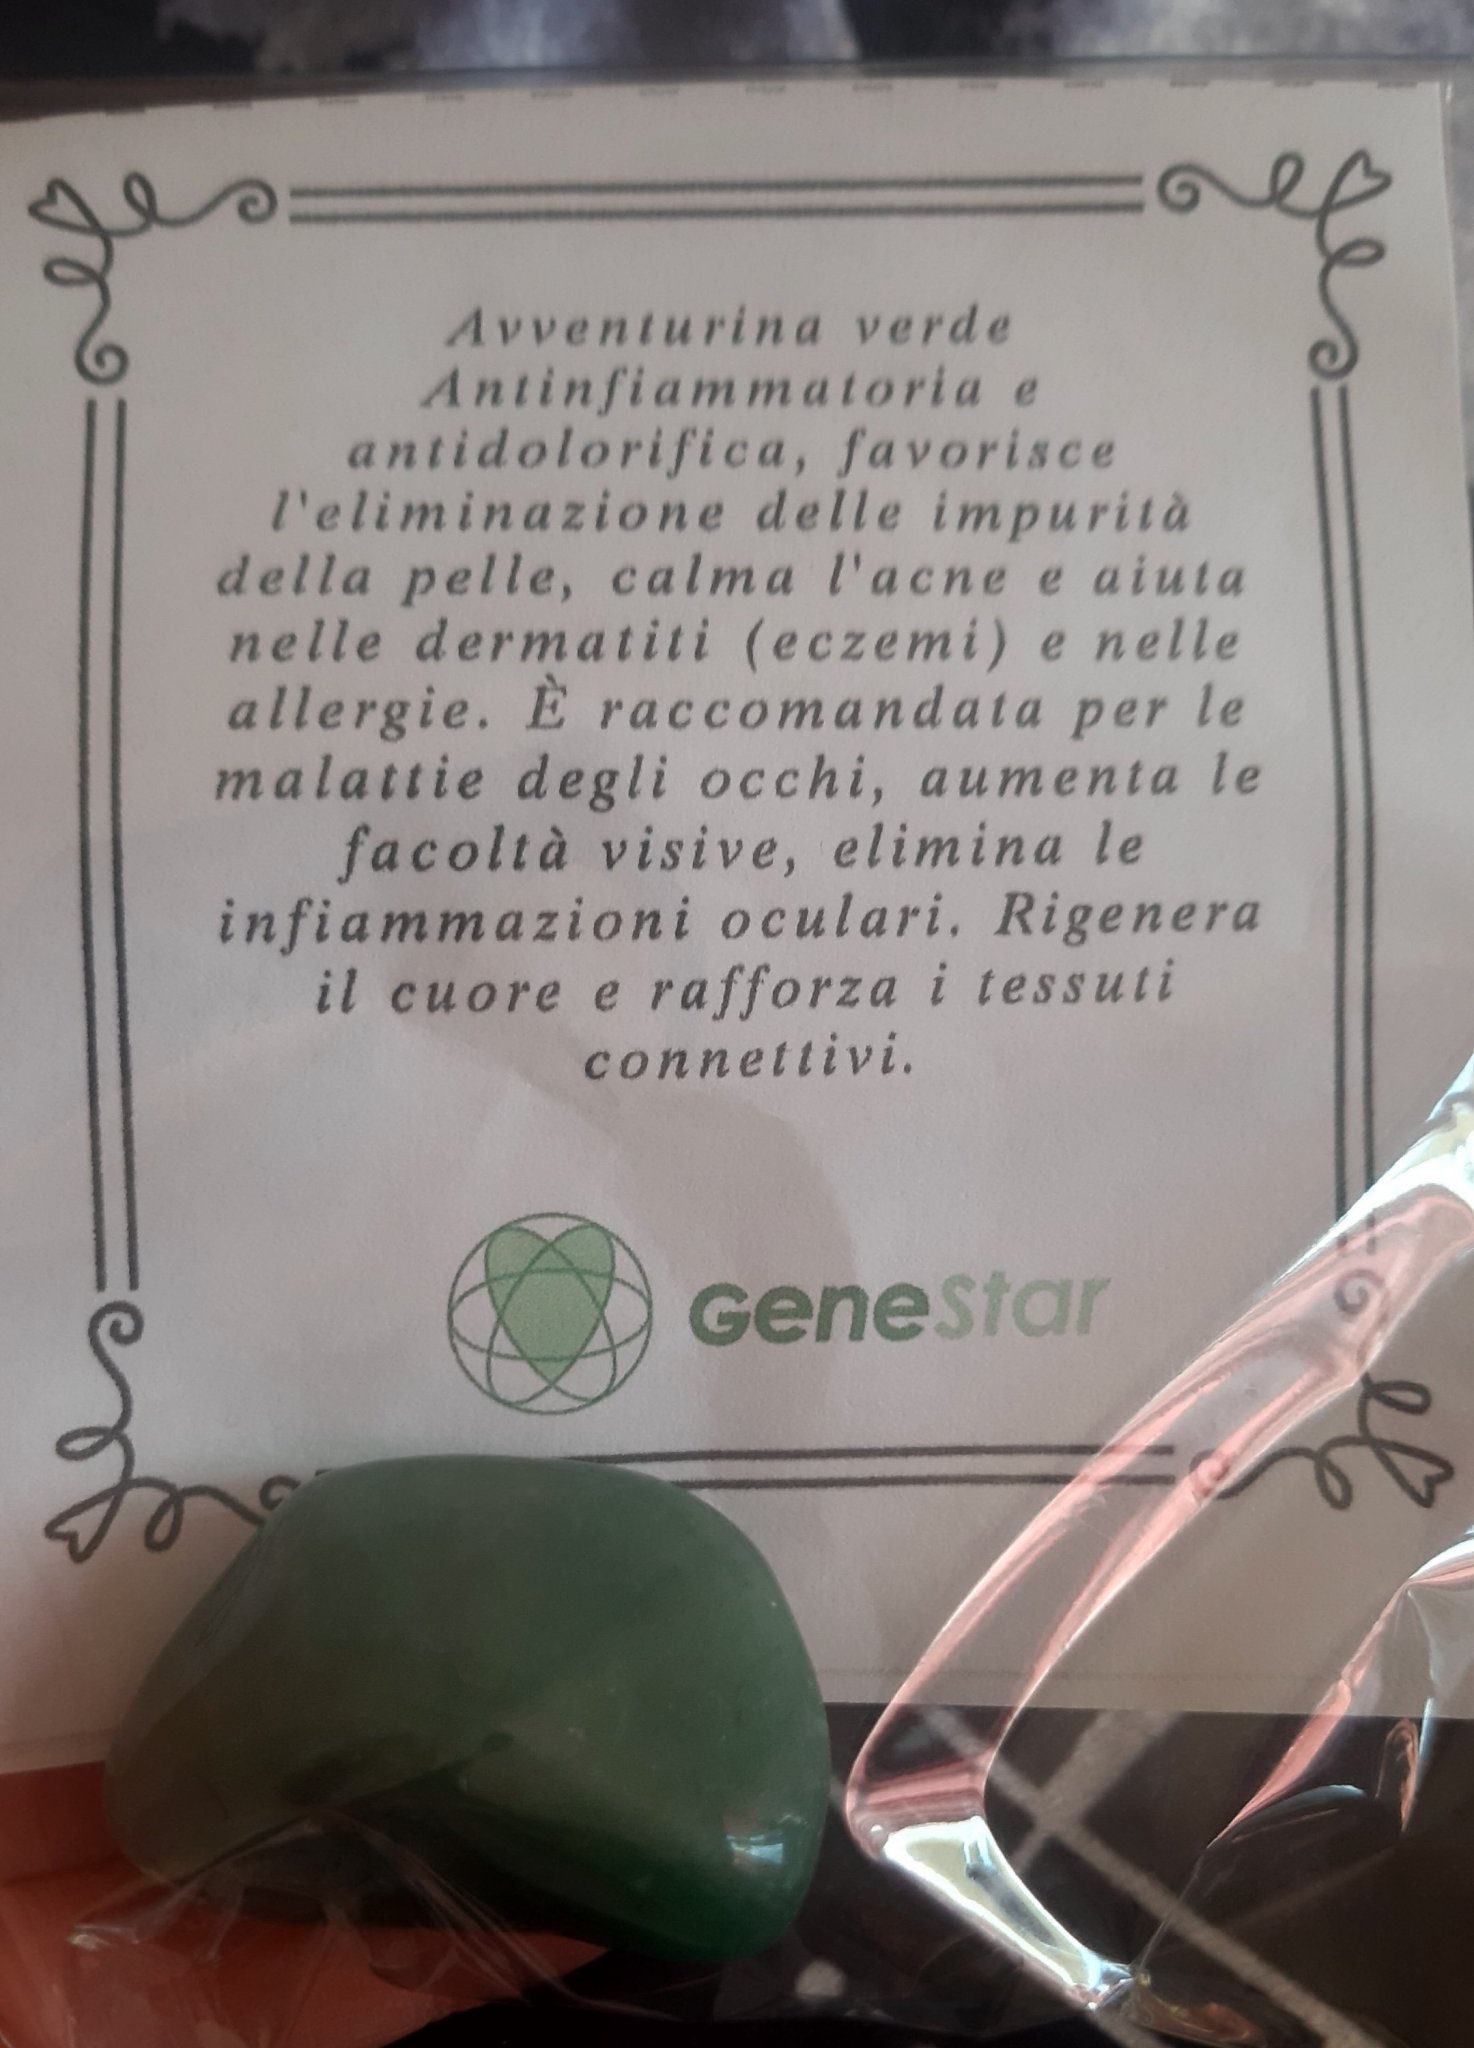 Avventurina verde
Antinfiammatoria e
antidolorifica, favorisce
l'eliminazione delle impurità
della pelle, calma l'acne e aiuta
nelle dermatiti (eczemi) e nelle
allergie. È raccomandata per le
malattie degli occhi, aumenta le
facoltà visive, elimina le
infiammazioni oculari. Rigenera
il cuore e rafforza i tessuti
connettivi.
GeneStar